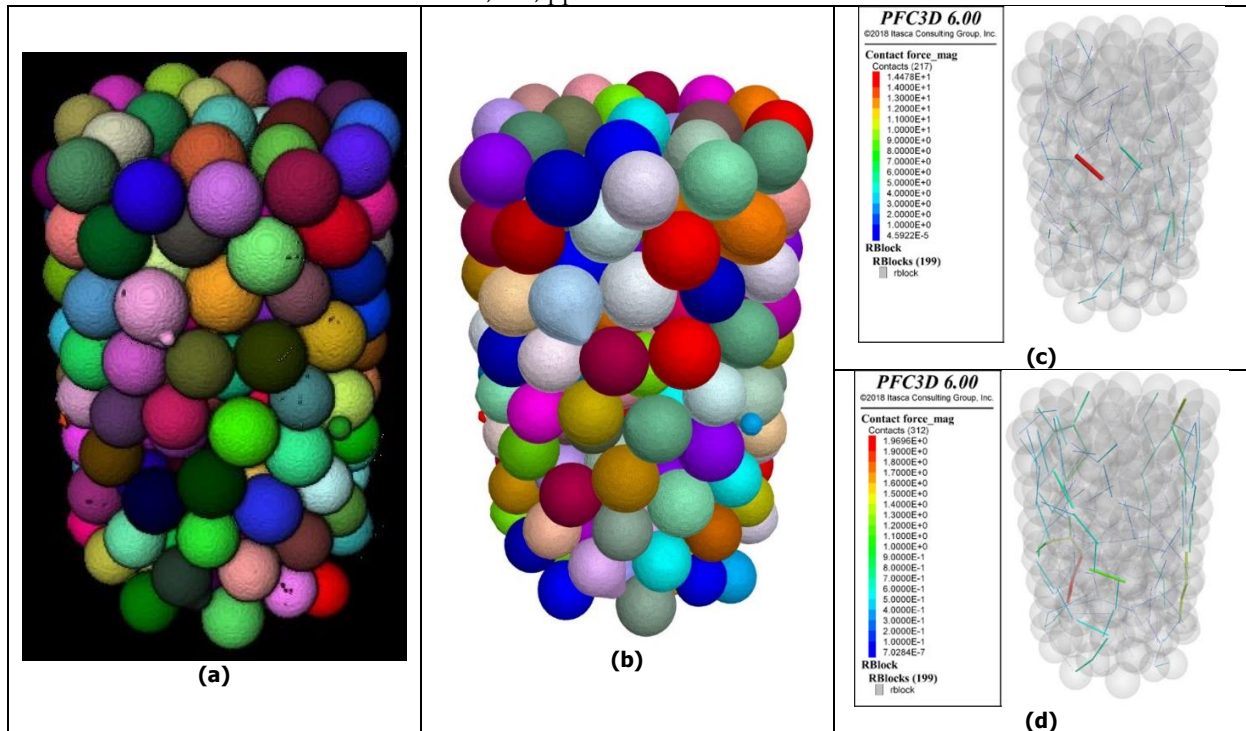 (a)
(b)
PFC3D 6.00
©2018 Itasca Consulting Group, Inc.
Contact force_mag
Contacts (217)
1.4478E+1
1.4000E+1
1.3000E+1
1.2000E+1
1.1000E+1
1.0000E+1
9.0000E+0
8.0000E+0
7.0000E+0
6.0000E+0
5.0000E+0
4.0000E+0
3.0000E+0
2.0000E+0
1.0000E+0
4.5922E-5
RBlock
RBlocks (199)
rblock
(c)
PFC3D 6.00
©2018 Itasca Consulting Group, Inc.
Contact force_mag
Contacts (312)
1.9696E+0
1.9000E+0
1.8000E+0
1.7000E+0
1.6000E+0
1.5000E+0
1.4000E+0
1.3000E+0
1.2000E+0
1.1000E+0
1.0000E+0
9.0000E-1
8.0000E-1
7.0000E-1
6.0000E-1
5.0000E-1
4.0000E-1
3.0000E-1
2.0000E-1
1.0000E-1
7.0284E-7
RBlock
RBlocks (199)
rblock
(d)